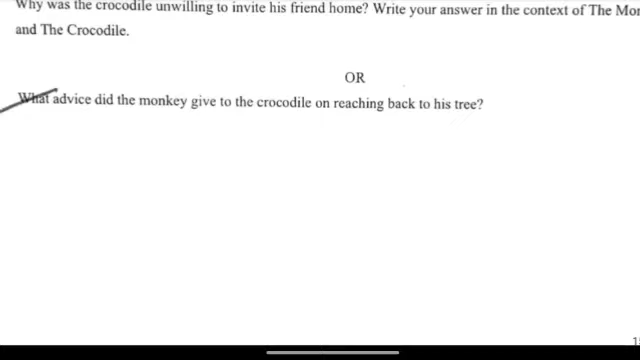 Why was the crocodile unwilling to invite his friend home? Write your answer in the context of The
and The Crocodile.
OR
What advice did the monkey give to the crocodile on reaching back to his tree?